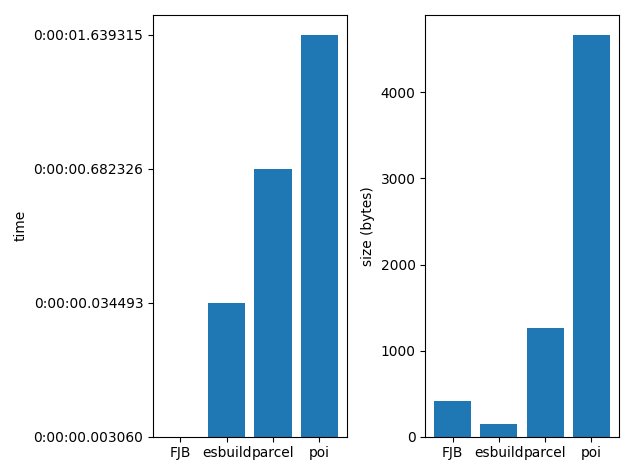 time
0:00:01.639315
0:00:00.682326
0:00:00.034493
0:00:00.003060
FJB esbuild parcel poi
size (bytes)
4000
3000
2000
1000
0
FJB esbuild parcel poi